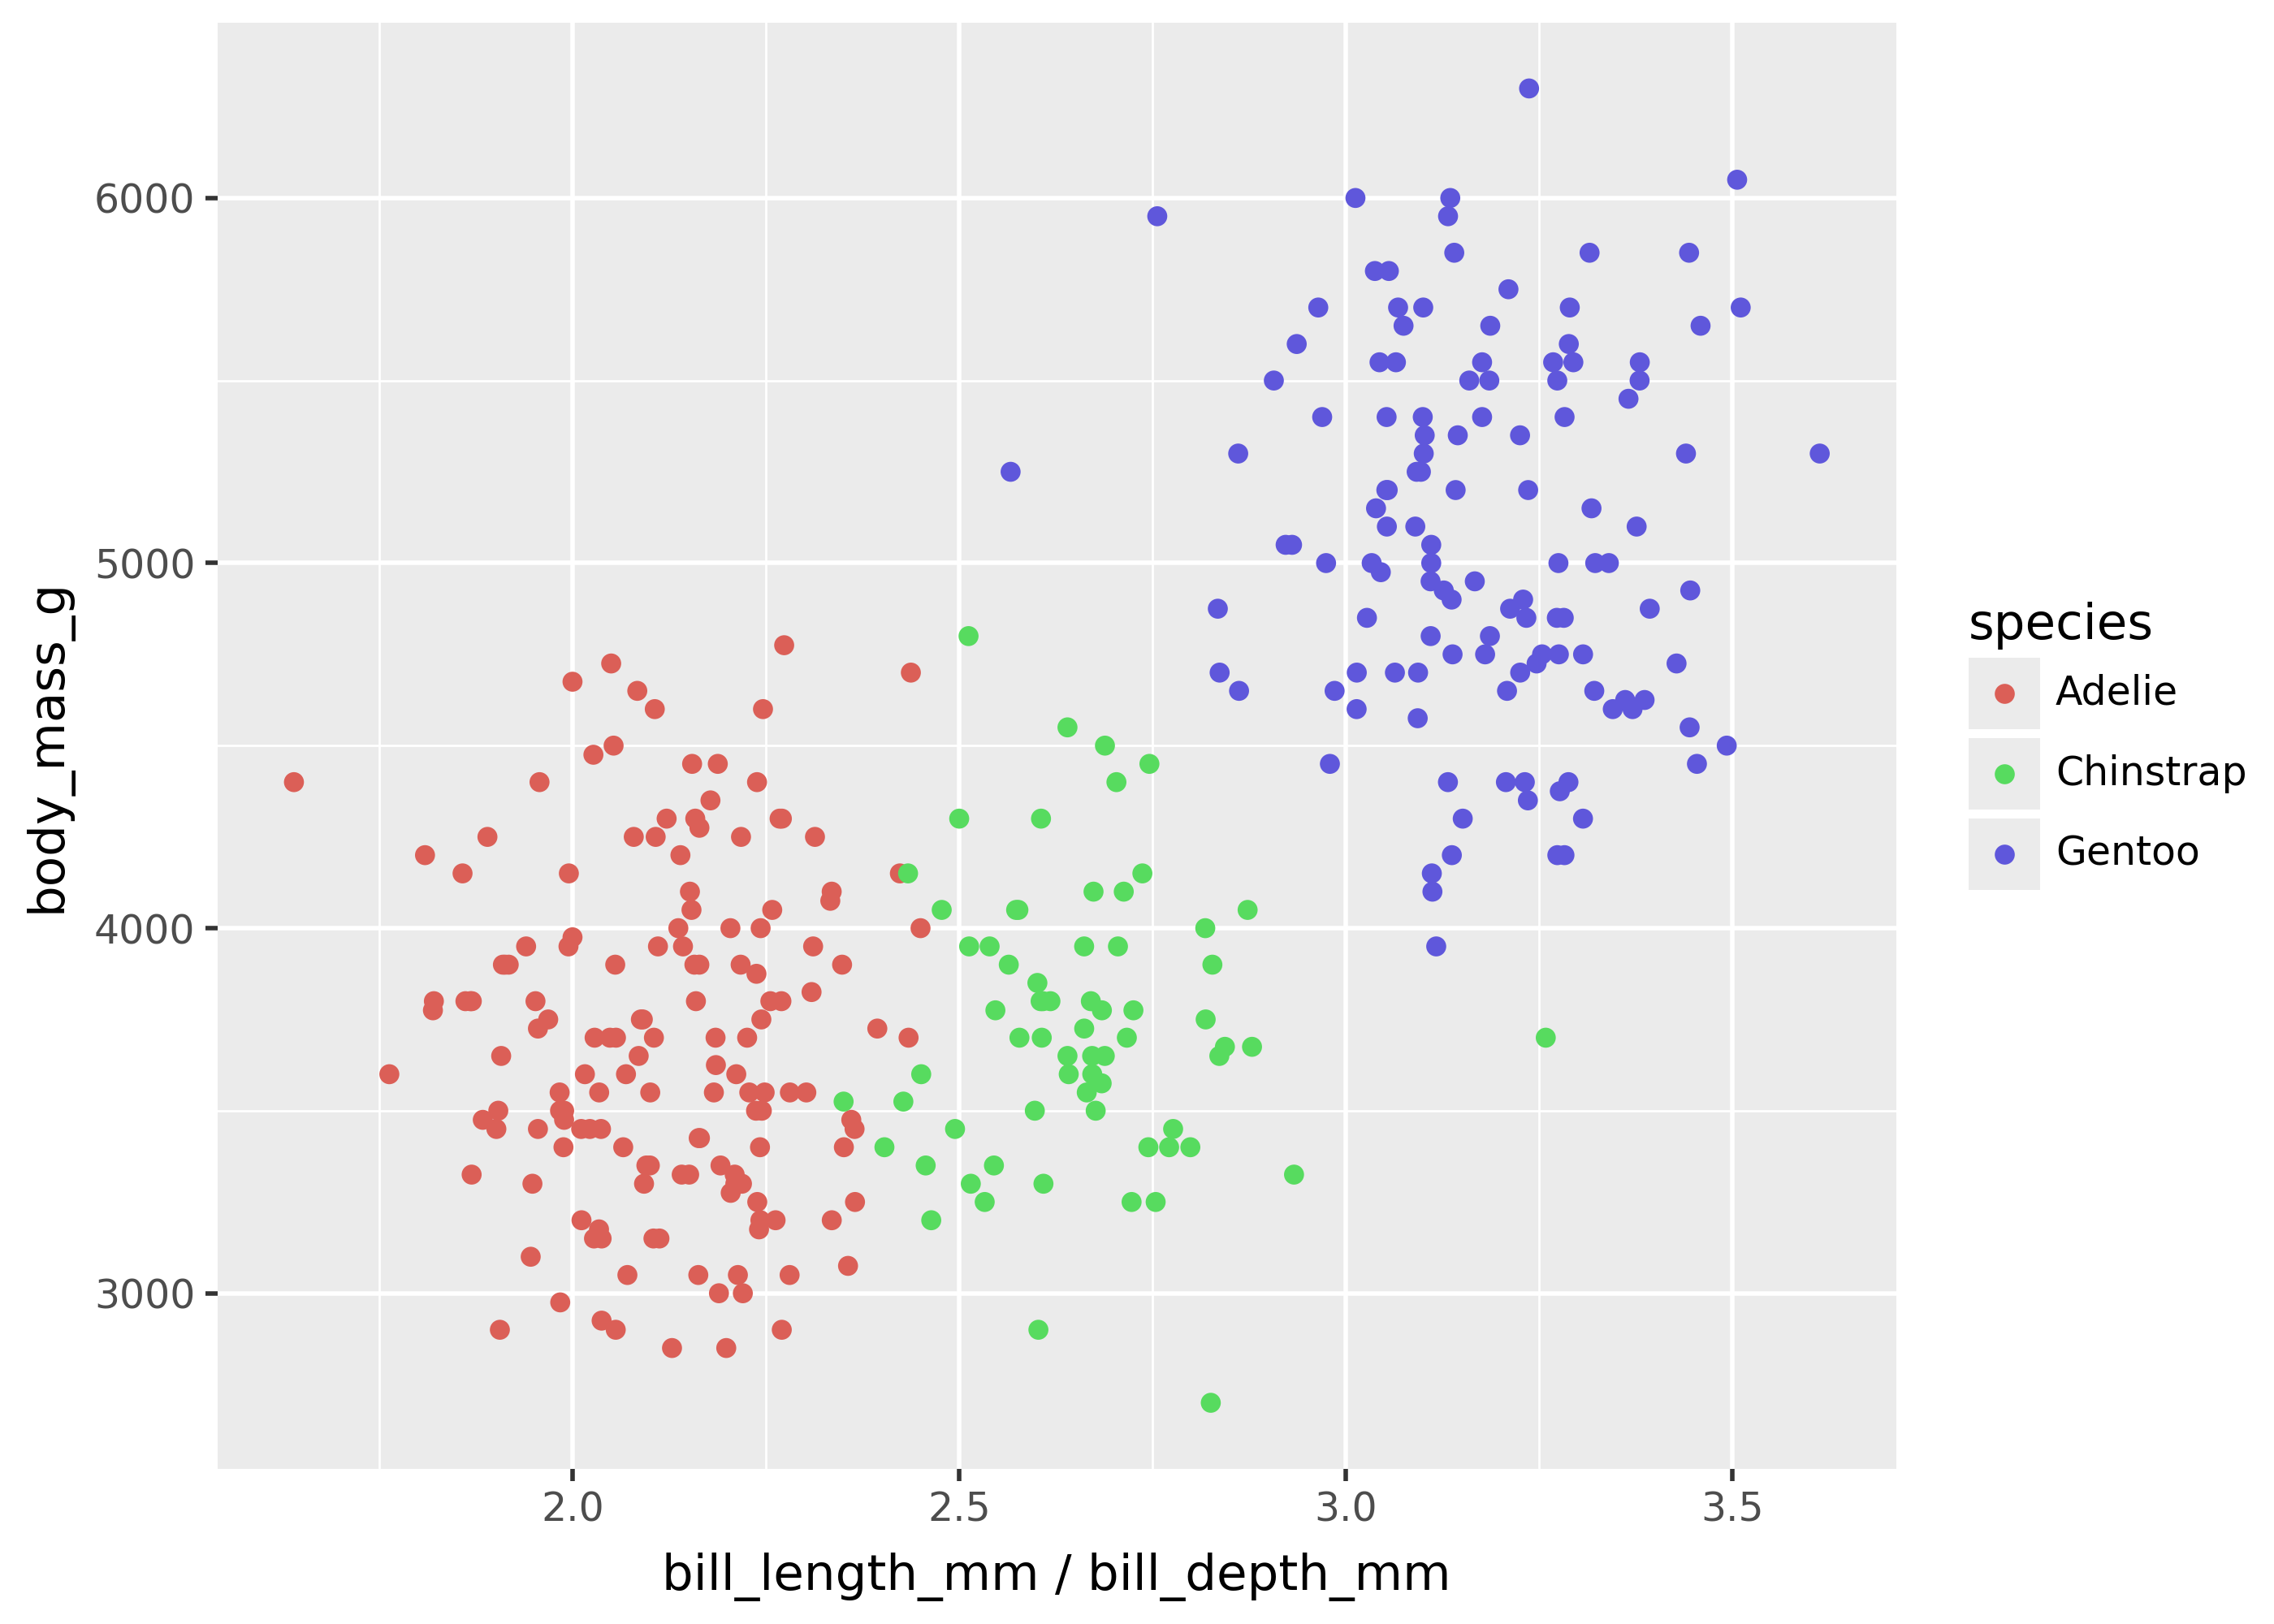 6000
5000
4000
3000
body_mass_g
2.0 2.5 3.0 3.5
bill_length_mm / bill_depth_mm
species
Adelie
Chinstrap
Gentoo